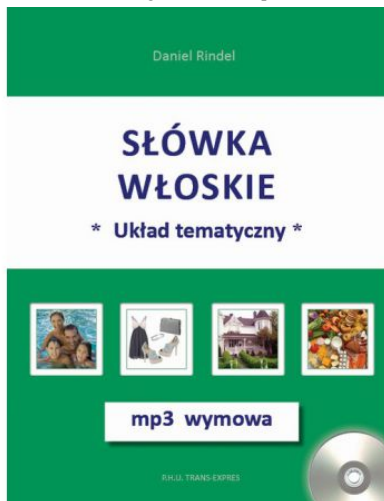 Daniel Rindel
SŁÓWKA
WŁOSKIE
* Układ tematyczny *
mp3 wymowa
P.H.U. TRANS-EXPRES